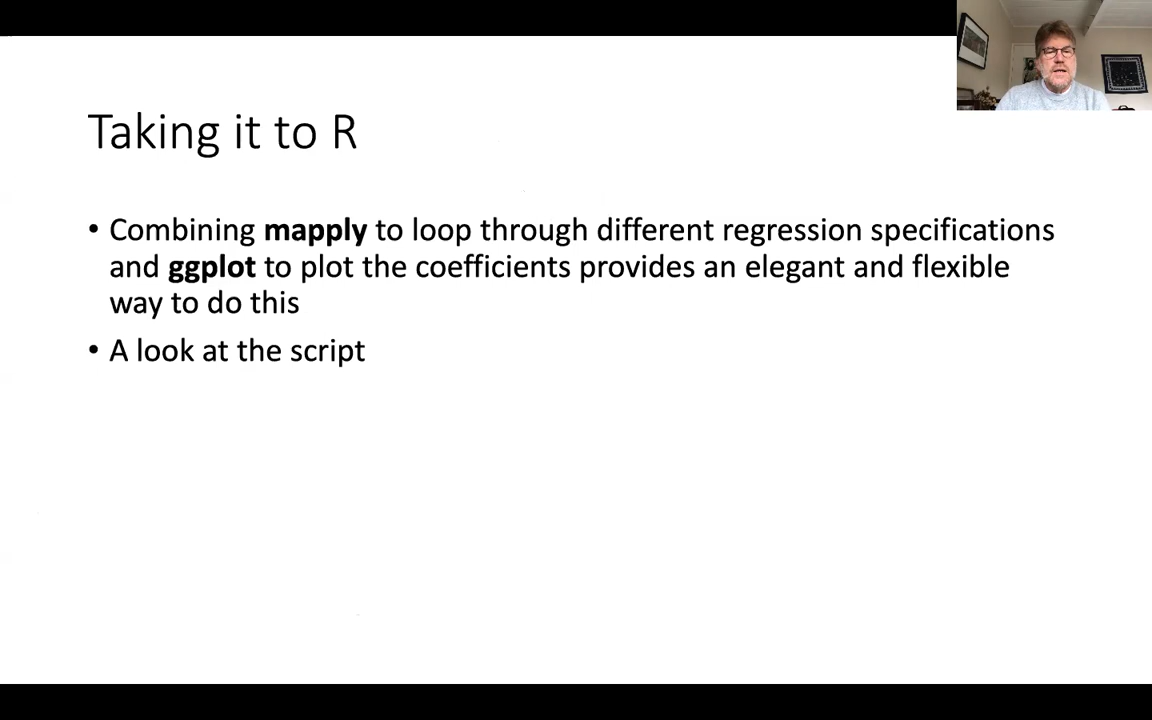 Taking it to R
• Combining mapply to loop through different regression specifications
and ggplot to plot the coefficients provides an elegant and flexible
way to do this
• A look at the script